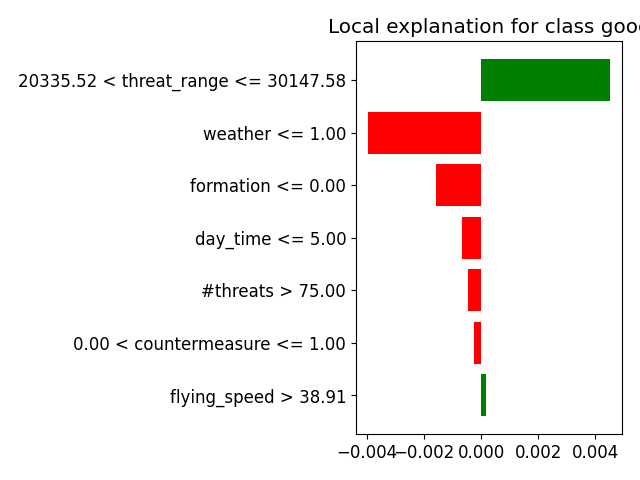 Local explanation for class good
20335.52 < threat_range <= 30147.58
weather <= 1.00
formation <= 0.00
day_time <= 5.00
#threats > 75.00
0.00 < countermeasure <= 1.00
flying_speed > 38.91
−0.004 −0.002 0.000 0.002 0.004